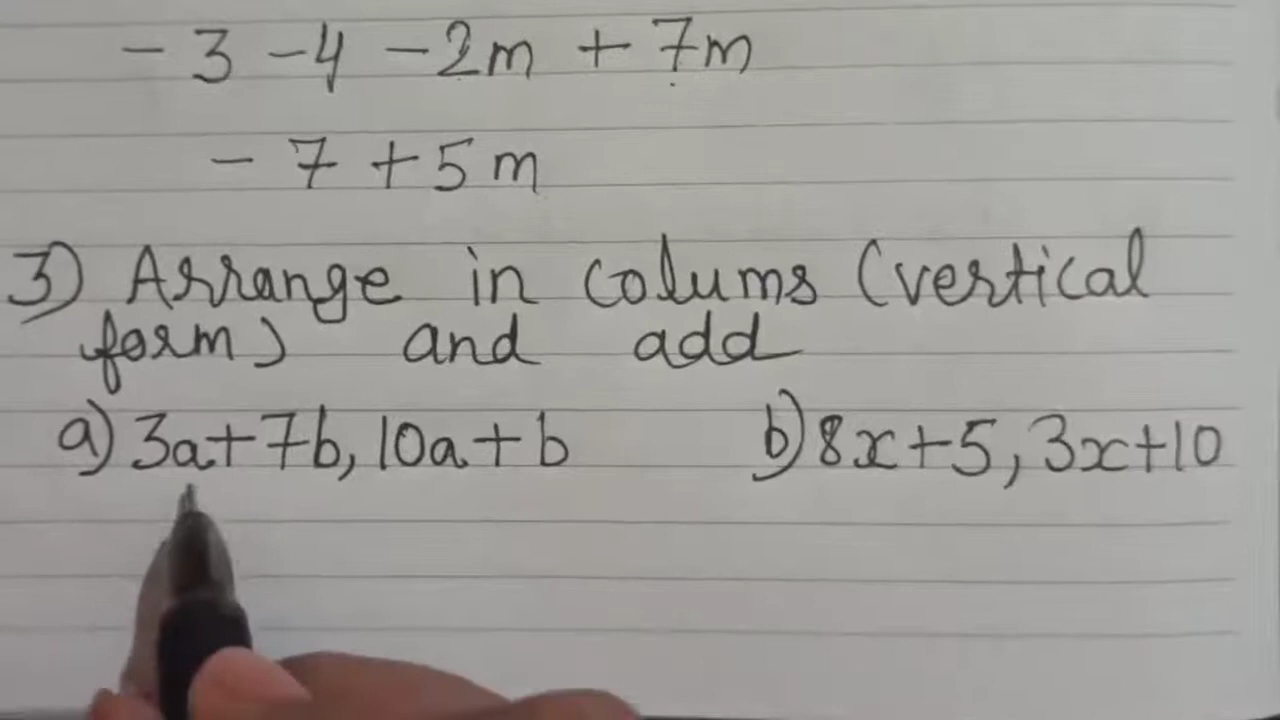 - 3 - 4 - 2m + 7m
- 7 + 5m
3) Arrange in colums (vertical
form) and add
a) 3a+7b, 10a+b b) 8x+5, 3x+10